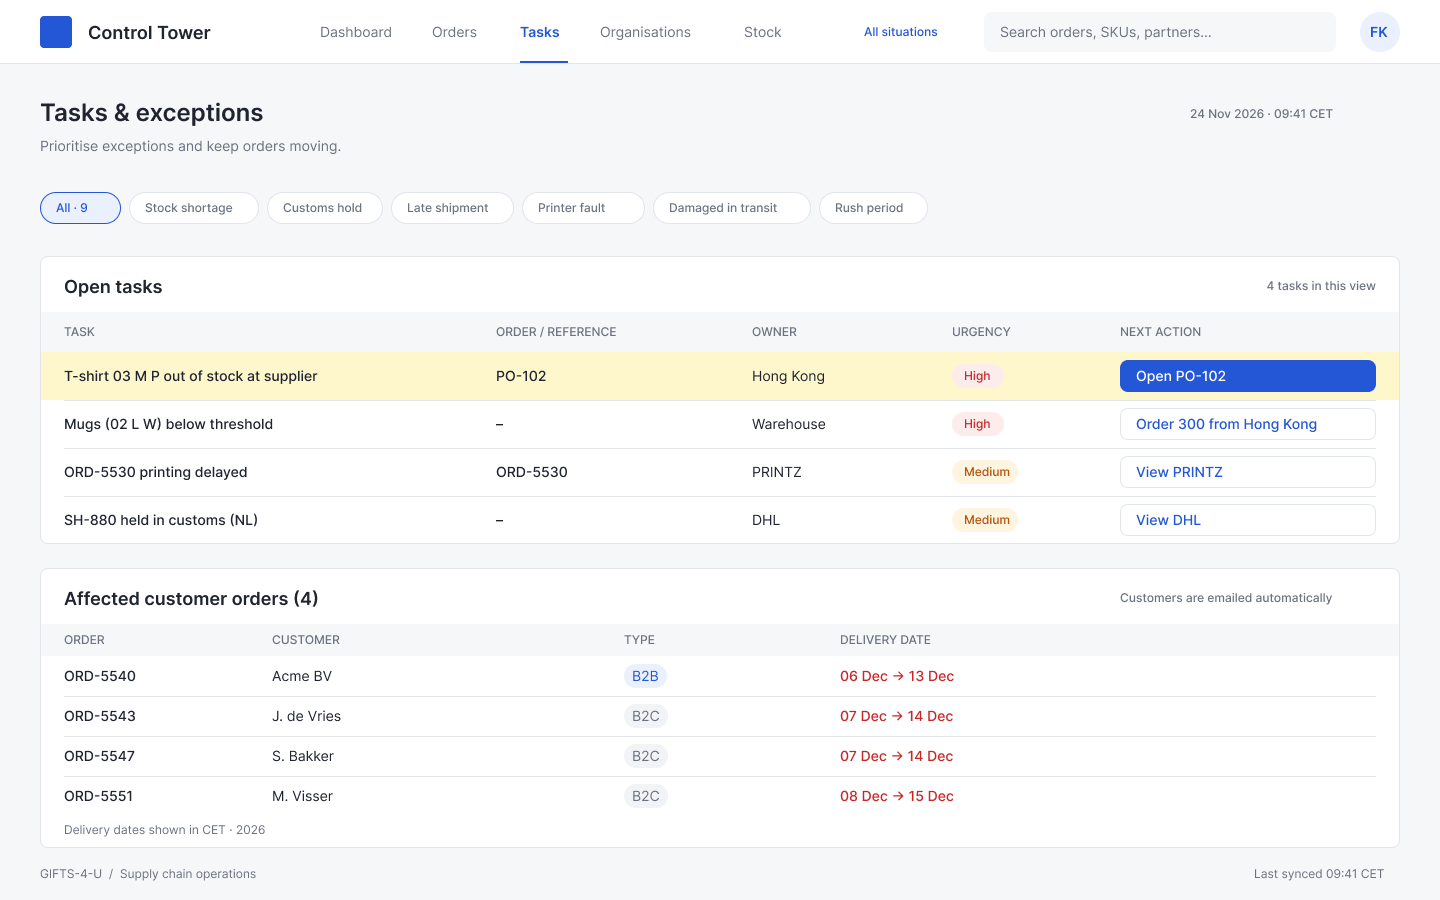 Control Tower
Dashboard
Orders
Tasks
Organisations
Stock
All situations
Search orders, SKUs, partners...
FK
Tasks & exceptions
24 Nov 2026 · 09:41 CET
Prioritise exceptions and keep orders moving.
All · 9
Stock shortage
Customs hold
Late shipment
Printer fault
Damaged in transit
Rush period
Open tasks
4 tasks in this view
TASK ORDER / REFERENCE OWNER URGENCY NEXT ACTION
T-shirt 03 M P out of stock at supplier PO-102 Hong Kong High Open PO-102
Mugs (02 L W) below threshold – Warehouse High Order 300 from Hong Kong
ORD-5530 printing delayed ORD-5530 PRINTZ Medium View PRINTZ
SH-880 held in customs (NL) – DHL Medium View DHL
Affected customer orders (4)
Customers are emailed automatically
ORDER CUSTOMER TYPE DELIVERY DATE
ORD-5540 Acme BV B2B 06 Dec → 13 Dec
ORD-5543 J. de Vries B2C 07 Dec → 14 Dec
ORD-5547 S. Bakker B2C 07 Dec → 14 Dec
ORD-5551 M. Visser B2C 08 Dec → 15 Dec
Delivery dates shown in CET · 2026
GIFTS-4-U / Supply chain operations
Last synced 09:41 CET